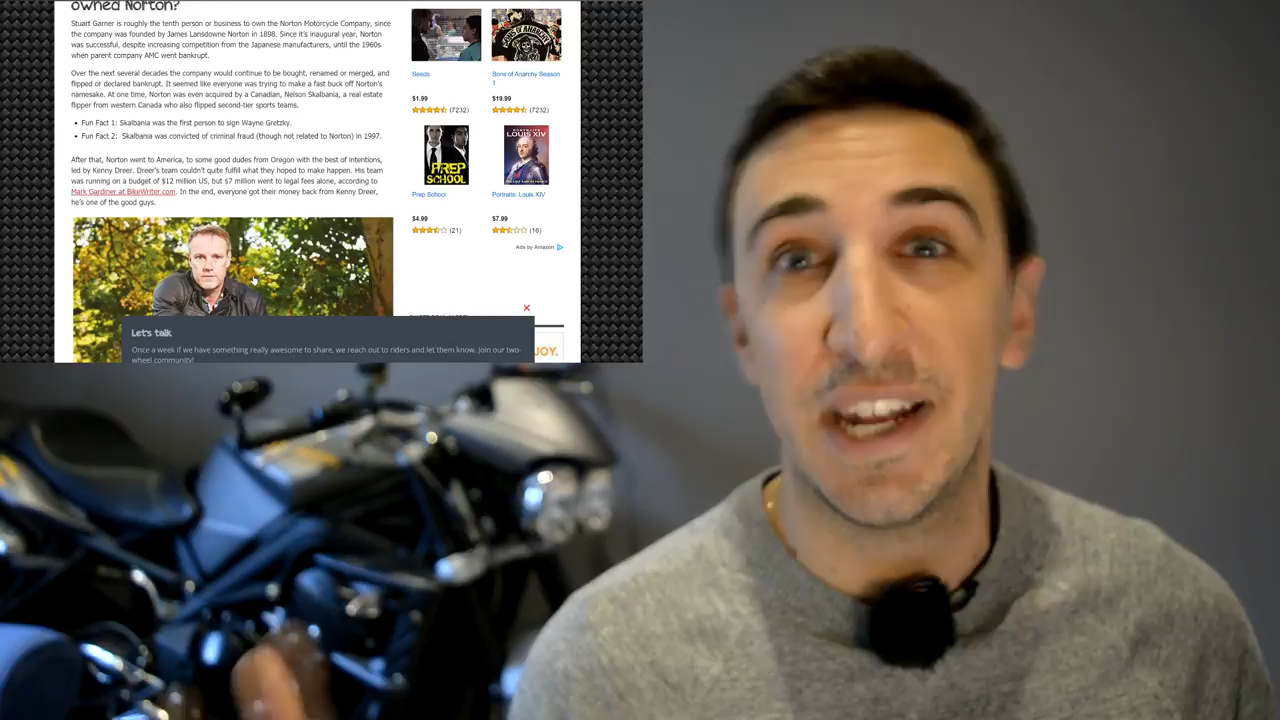 owned Norton?
Stuart Garner is roughly the tenth person or business to own the Norton Motorcycle Company, since
the company was founded by James Lansdowne Norton in 1898. Since it's inaugural year, Norton
was successful, despite increasing competition from the Japanese manufacturers, until the 1960s
when parent company AMC went bankrupt.
Over the next several decades the company would continue to be bought, renamed or merged, and
flipped or declared bankrupt. It seemed like everyone was trying to make a fast buck off Norton's
namesake. At one time, Norton was even acquired by a Canadian, Nelson Skalbania, a real estate
flipper from western Canada who also flipped second-tier sports teams.
Fun Fact 1: Skalbania was the first person to sign Wayne Gretzky.
Fun Fact 2: Skalbania was convicted of criminal fraud (though not related to Norton) in 1997.
After that, Norton went to America, to some good dudes from Oregon with the best of intentions,
led by Kenny Dreer. Dreer's team couldn't quite fulfill what they hoped to make happen. His team
was running on a budget of $12 million US, but $7 million went to legal fees alone, according to
Mark Gardiner at BikeWriter.com. In the end, everyone got their money back from Kenny Dreer,
he's one of the good guys.
Let's talk
Once a week if we have something really awesome to share, we reach out to riders and let them know. Join our two-
wheel community!
SONS OF ANARCHY
Seeds
$1.99
(7232)
Sons of Anarchy Season
1
$19.99
(7232)
PREP
SCHOOL
Prep School
$4.99
(21)
PORTRAITS
LOUIS XIV
Portraits: Louis XIV
$7.99
(16)
Ads by Amazon
JOY.